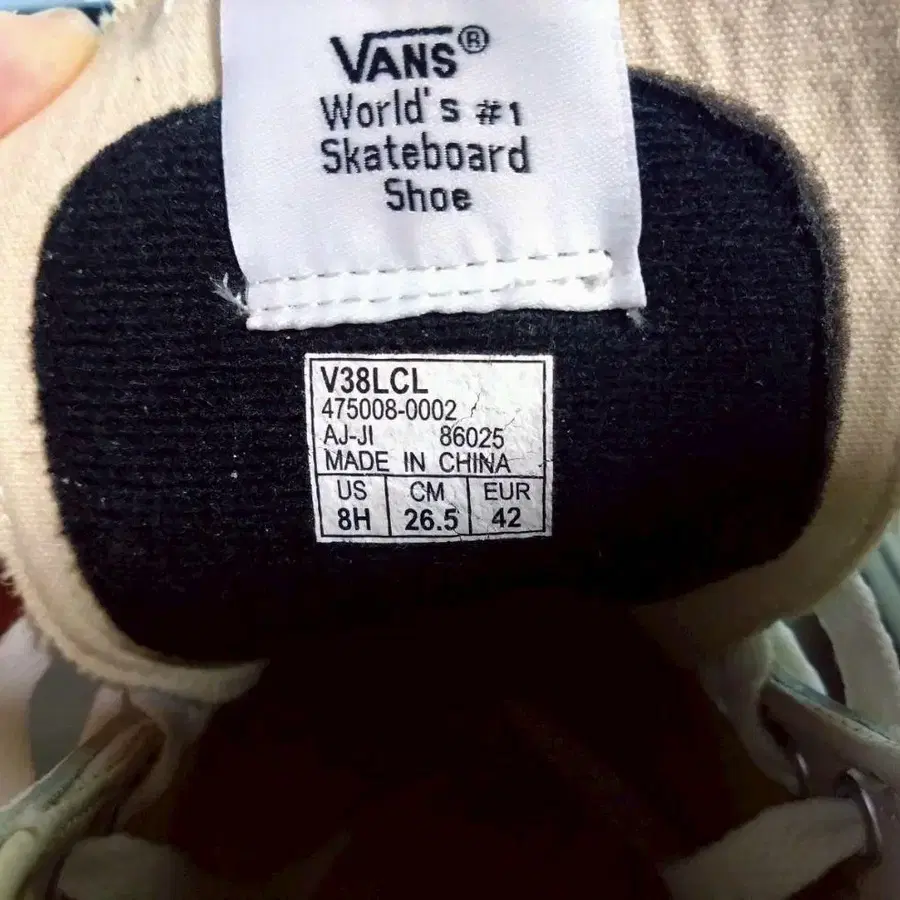 VANS®
World's #1
Skateboard
Shoe
V38LCL
475008-0002
AJ-JI 86025
MADE IN CHINA
US CM EUR
8H 26.5 42